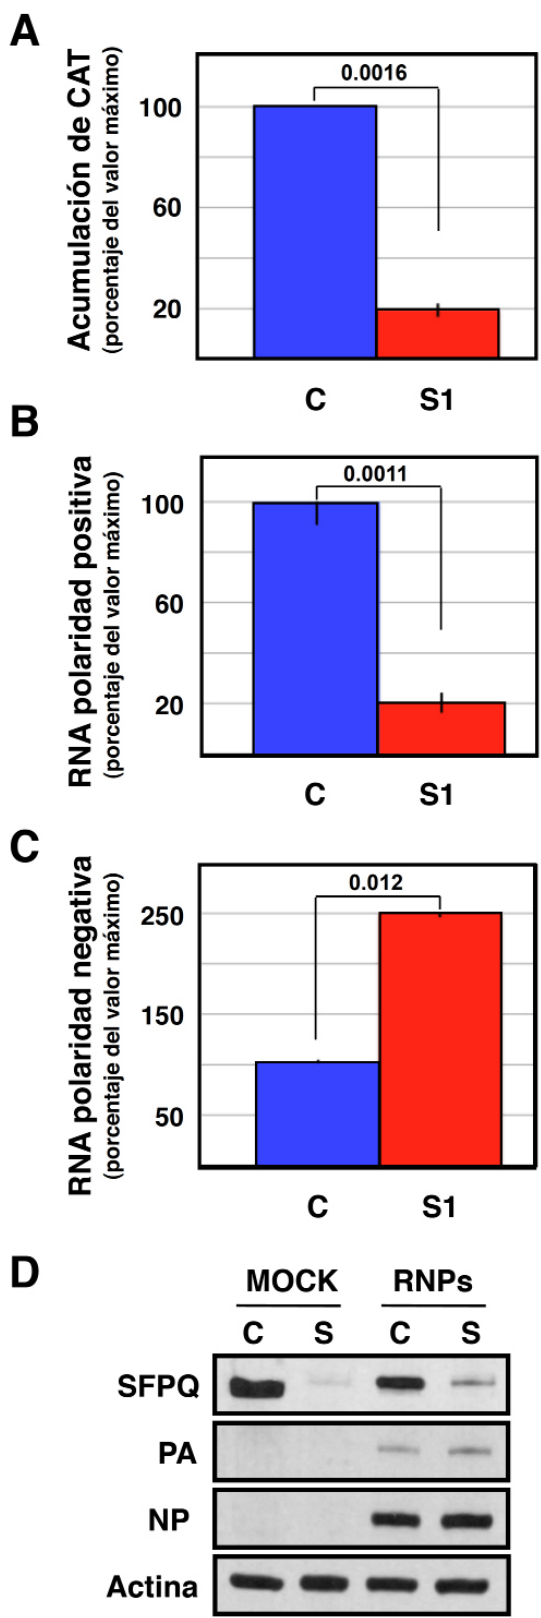 A
Acumulación de CAT
(porcentaje del valor máximo)
0.0016
100
60
20
C S1
B
RNA polaridad positiva
(porcentaje del valor máximo)
0.0011
100
60
20
C S1
C
RNA polaridad negativa
(porcentaje del valor máximo)
0.012
250
150
50
C S1
D
MOCK RNPs
C S C S
SFPQ
PA
NP
Actina